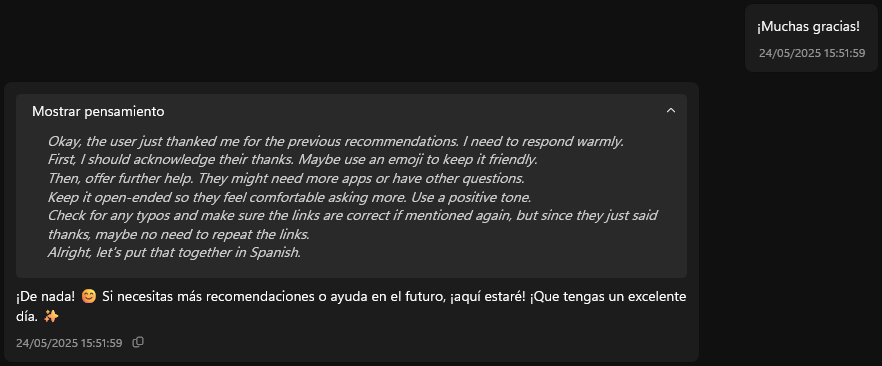 ¡Muchas gracias!
24/05/2025 15:51:59
Mostrar pensamiento
Okay, the user just thanked me for the previous recommendations. I need to respond warmly.
First, I should acknowledge their thanks. Maybe use an emoji to keep it friendly.
Then, offer further help. They might need more apps or have other questions.
Keep it open-ended so they feel comfortable asking more. Use a positive tone.
Check for any typos and make sure the links are correct if mentioned again, but since they just said
thanks, maybe no need to repeat the links.
Alright, let's put that together in Spanish.
¡De nada! 😊 Si necesitas más recomendaciones o ayuda en el futuro, ¡aquí estaré! ¡Que tengas un excelente
día. ✨
24/05/2025 15:51:59